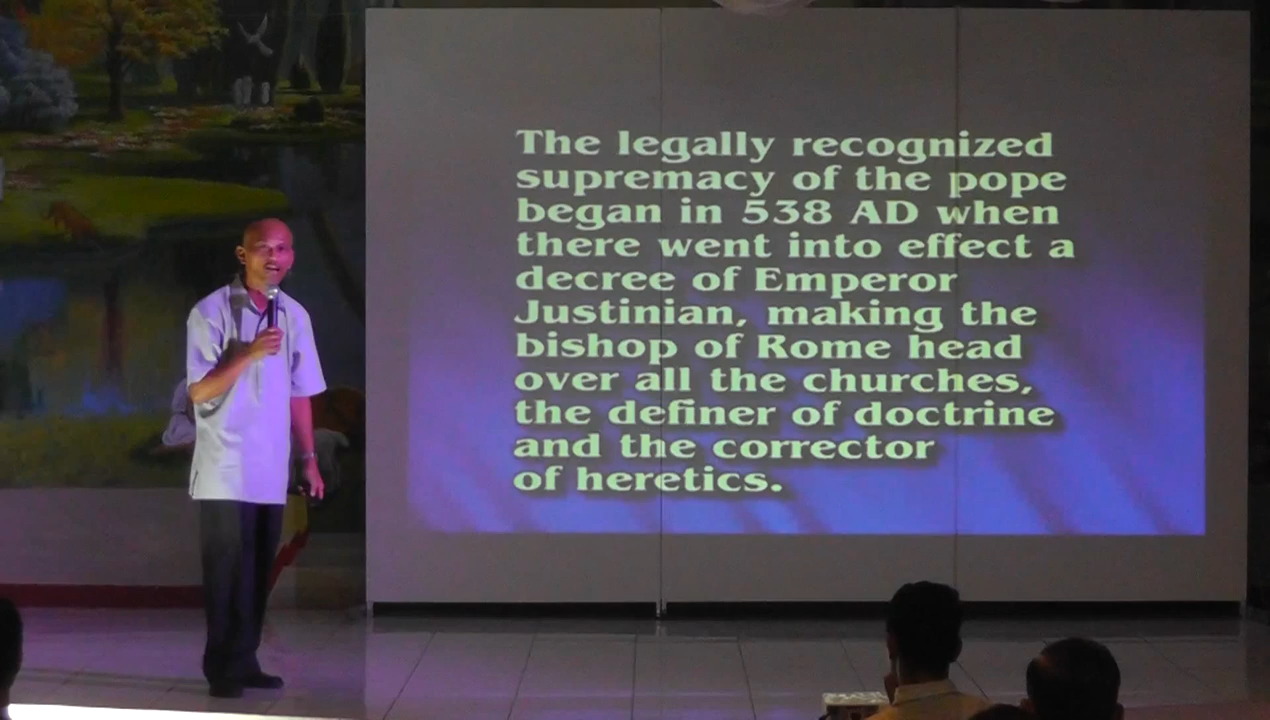 The legally recognized
supremacy of the pope
began in 538 AD when
there went into effect a
decree of Emperor
Justinian, making the
bishop of Rome head
over all the churches,
the definer of doctrine
and the corrector
of heretics.